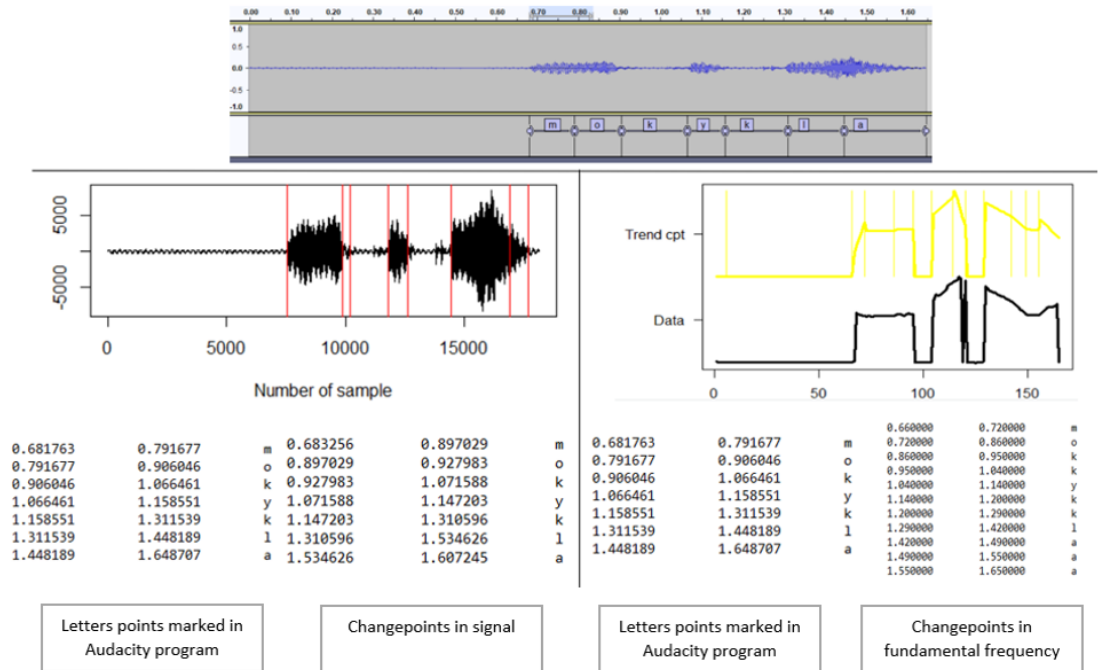 0.00 0.10 0.20 0.30 0.40 0.50 0.60 0.70 0.80 0.90 1.00 1.10 1.20 1.30 1.40 1.50 1.60
1.0
0.5
0.0
-0.5
-1.0
m o k y k l a
5000
0
-5000
0 5000 10000 15000
Number of sample
Trend cpt
Data
0 50 100 150
0.681763 0.791677 m
0.791677 0.906046 o
0.906046 1.066461 k
1.066461 1.158551 y
1.158551 1.311539 k
1.311539 1.448189 l
1.448189 1.648707 a
0.683256 0.897029 m
0.897029 0.927983 o
0.927983 1.071588 k
1.071588 1.147203 y
1.147203 1.310596 k
1.310596 1.534626 l
1.534626 1.607245 a
0.681763 0.791677 m
0.791677 0.906046 o
0.906046 1.066461 k
1.066461 1.158551 y
1.158551 1.311539 k
1.311539 1.448189 l
1.448189 1.648707 a
0.660000 0.720000 m
0.720000 0.860000 o
0.860000 0.950000 k
0.950000 1.040000 k
1.040000 1.140000 y
1.140000 1.200000 k
1.200000 1.290000 k
1.290000 1.420000 l
1.420000 1.490000 a
1.490000 1.550000 a
1.550000 1.650000 a
Letters points marked in
Audacity program
Changepoints in signal
Letters points marked in
Audacity program
Changepoints in
fundamental frequency